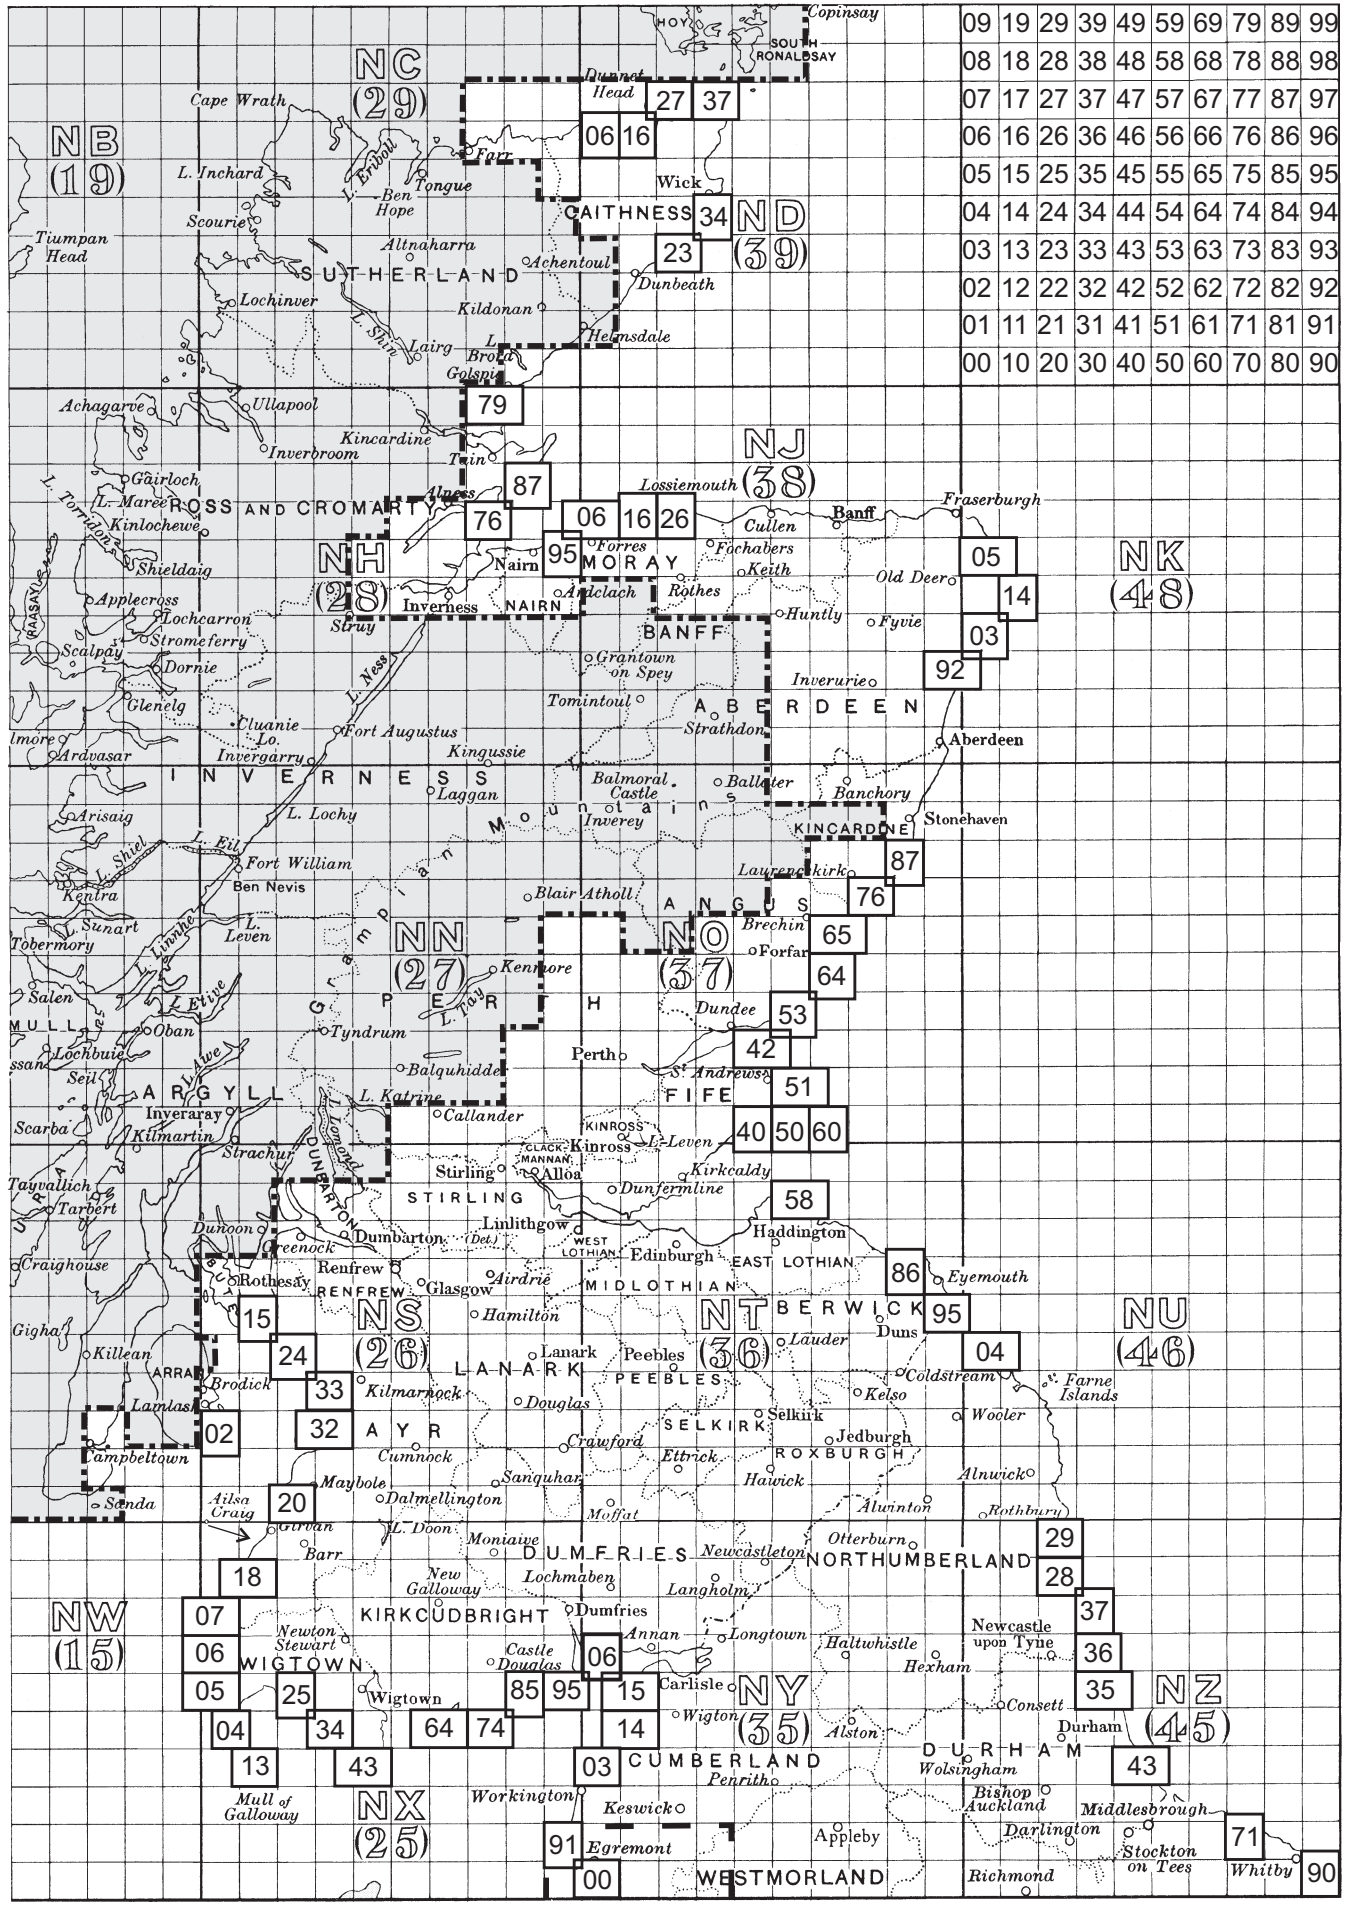 Copinsay
HOY
SOUTH
RONALDSAY
09 19 29 39 49 59 69 79 89 99
08 18 28 38 48 58 68 78 88 98
07 17 27 37 47 57 67 77 87 97
06 16 26 36 46 56 66 76 86 96
05 15 25 35 45 55 65 75 85 95
04 14 24 34 44 54 64 74 84 94
03 13 23 33 43 53 63 73 83 93
02 12 22 32 42 52 62 72 82 92
01 11 21 31 41 51 61 71 81 91
00 10 20 30 40 50 60 70 80 90
NC
(29)
Dunnet
Head
27 37
Cape Wrath
06 16
NB
(19)
Farr
L. Eriboll
L. Inchard
Tongue
Ben
Hope
Wick
Scourie
CAITHNESS
34
ND
(39)
Tiumpan
Head
Altnaharra
23
Achentoul
SUTHERLAND
Dunbeath
Lochinver
Kildonan
L. Shin
Helmsdale
Lairg
L.
Brora
Golspie
79
Achagarve
Ullapool
Kincardine
Inverbroom
Tain
NJ
(38)
Gairloch
87
Lossiemouth
L. Maree
Alness
Fraserburgh
ROSS AND CROMARTY
76
06 16 26
Cullen
Banff
L. Torridon
Kinlochewe
NH
(28)
Nairn
95
Forres
MORAY
Fochabers
Keith
05
NK
(48)
Shieldaig
Old Deer
RAASAY
Applecross
Inverness
NAIRN
Ardclach
Rothes
14
Lochcarron
Struy
Huntly
Fyvie
Stromeferry
BANFF
03
Scalpay
Dornie
Grantown
on Spey
92
L. Ness
Inverurie
Glenelg
Tomintoul
ABERDEEN
Cluanie
Lo.
Strathdon
lmore
Fort Augustus
Aberdeen
Ardvasar
Invergarry
Kingussie
INVERNESS
Laggan
Balmoral
Castle
Ballater
Banchory
Grampian Mountains
Inverey
Arisaig
L. Lochy
Stonehaven
KINCARDINE
L. Shiel
L. Eil
Fort William
87
Ben Nevis
Laurencekirk
Kentra
Blair Atholl
76
ANGUS
L. Sunart
L.
Leven
Brechin
65
Tobermory
L. Linnhe
NN
(27)
NO
(37)
Forfar
Kenmore
64
Salen
L. Etive
PERTH
L. Tay
Dundee
53
MULL
Oban
Tyndrum
42
Lochbuie
ssan
Perth
Seil
L. Awe
Balquhidder
St Andrews
51
ARGYLL
L. Katrine
FIFE
Inveraray
Callander
Scarba
Kilmartin
L. Lomond
KINROSS
Kinross
L. Leven
40 50 60
Strachur
CLACK-
MANNAN
Stirling
Alloa
Kirkcaldy
Tayvallich
JURA
Tarbert
DUNBARTON
STIRLING
Dunfermline
58
Dunoon
Linlithgow
Haddington
Greenock
Dumbarton
(Det.)
WEST
LOTHIAN
Edinburgh
EAST LOTHIAN
86
Craighouse
Renfrew
BUTE
Rothesay
RENFREW
Glasgow
Airdrie
MIDLOTHIAN
Eyemouth
15
NS
(26)
Hamilton
NT
(36)
BERWICK
95
NU
(46)
Gigha
Duns
Lauder
Killean
24
Lanark
LANARK
Peebles
PEEBLES
04
ARRAN
Brodick
33
Kilmarnock
Coldstream
Farne
Islands
Lamlash
Douglas
Kelso
02
32
AYR
SELKIRK
Selkirk
Wooler
Campbeltown
Cumnock
Crawford
Jedburgh
ROXBURGH
Ettrick
Sanquhar
Hawick
Alnwick
Sanda
Ailsa
Craig
20
Maybole
Dalmellington
Moffat
Alwinton
Rothbury
Girvan
L. Doon
Moniaive
Otterburn
29
Barr
DUMFRIES
Newcastleton
NORTHUMBERLAND
18
New
Galloway
Lochmaben
Langholm
28
NW
(15)
07
KIRKCUDBRIGHT
Dumfries
37
Newton
Stewart
Annan
Longtown
Newcastle
upon Tyne
06
WIGTOWN
Castle
Douglas
06
Haltwhistle
Hexham
36
05
25
Wigtown
85 95
15
Carlisle
NY
(35)
35
NZ
(45)
Consett
04
34
64 74
14
Wigton
Alston
Durham
13
43
03
CUMBERLAND
DURHAM
43
Wolsingham
Mull of
Galloway
NX
(25)
Workington
Penrith
Keswick
Bishop
Auckland
Middlesbrough
91
Egremont
Appleby
Darlington
71
Stockton
on Tees
00
WESTMORLAND
Richmond
Whitby
90